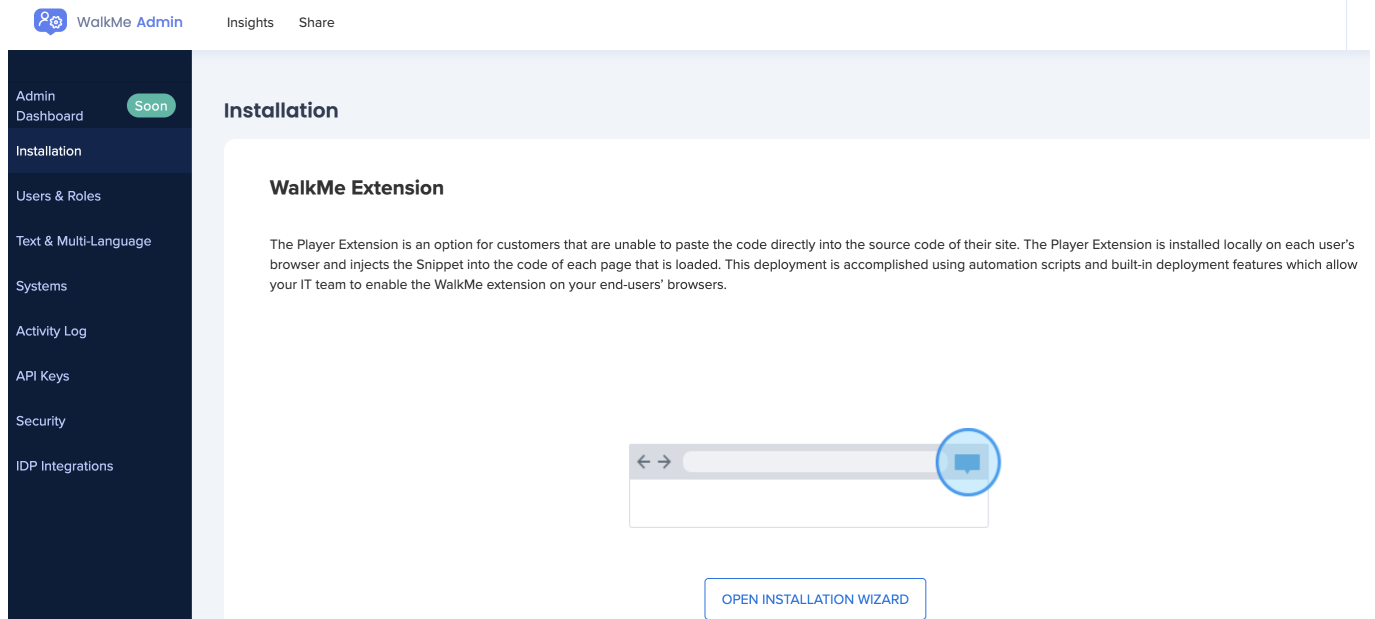 WalkMe Admin
Insights
Share
Admin
Dashboard
Soon
Installation
Users & Roles
Text & Multi-Language
Systems
Activity Log
API Keys
Security
IDP Integrations
Installation
WalkMe Extension
The Player Extension is an option for customers that are unable to paste the code directly into the source code of their site. The Player Extension is installed locally on each user’s
browser and injects the Snippet into the code of each page that is loaded. This deployment is accomplished using automation scripts and built-in deployment features which allow
your IT team to enable the WalkMe extension on your end-users’ browsers.
OPEN INSTALLATION WIZARD